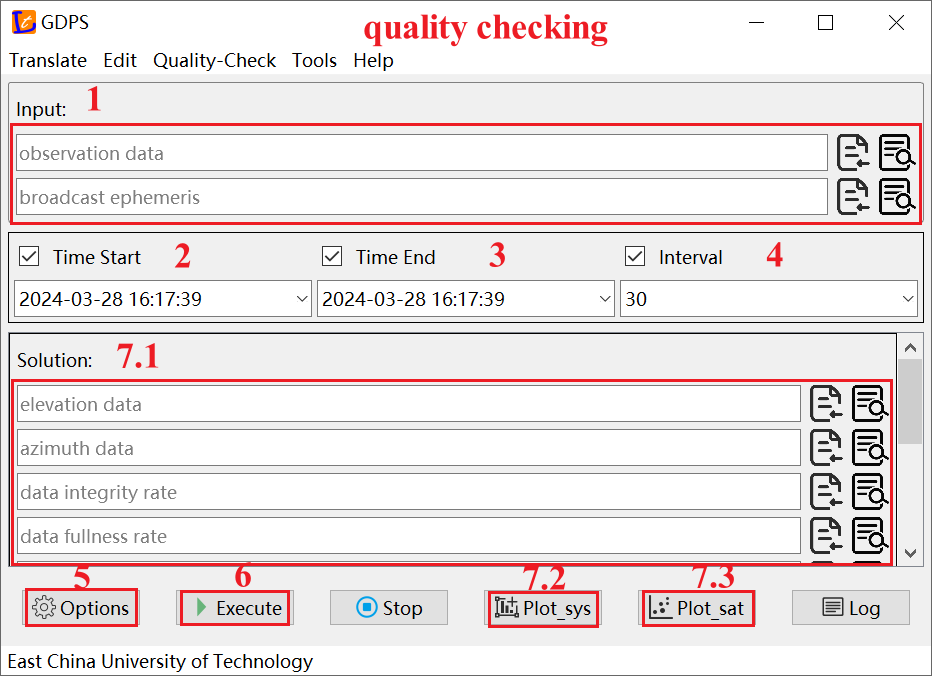 GDPS
quality checking
Translate Edit Quality-Check Tools Help
Input: 1
observation data
broadcast ephemeris
Time Start 2 Time End 3 Interval 4
2024-03-28 16:17:39 2024-03-28 16:17:39 30
Solution: 7.1
elevation data
azimuth data
data integrity rate
data fullness rate
5 6 7.2 7.3
Options Execute Stop Plot_sys Plot_sat Log
East China University of Technology